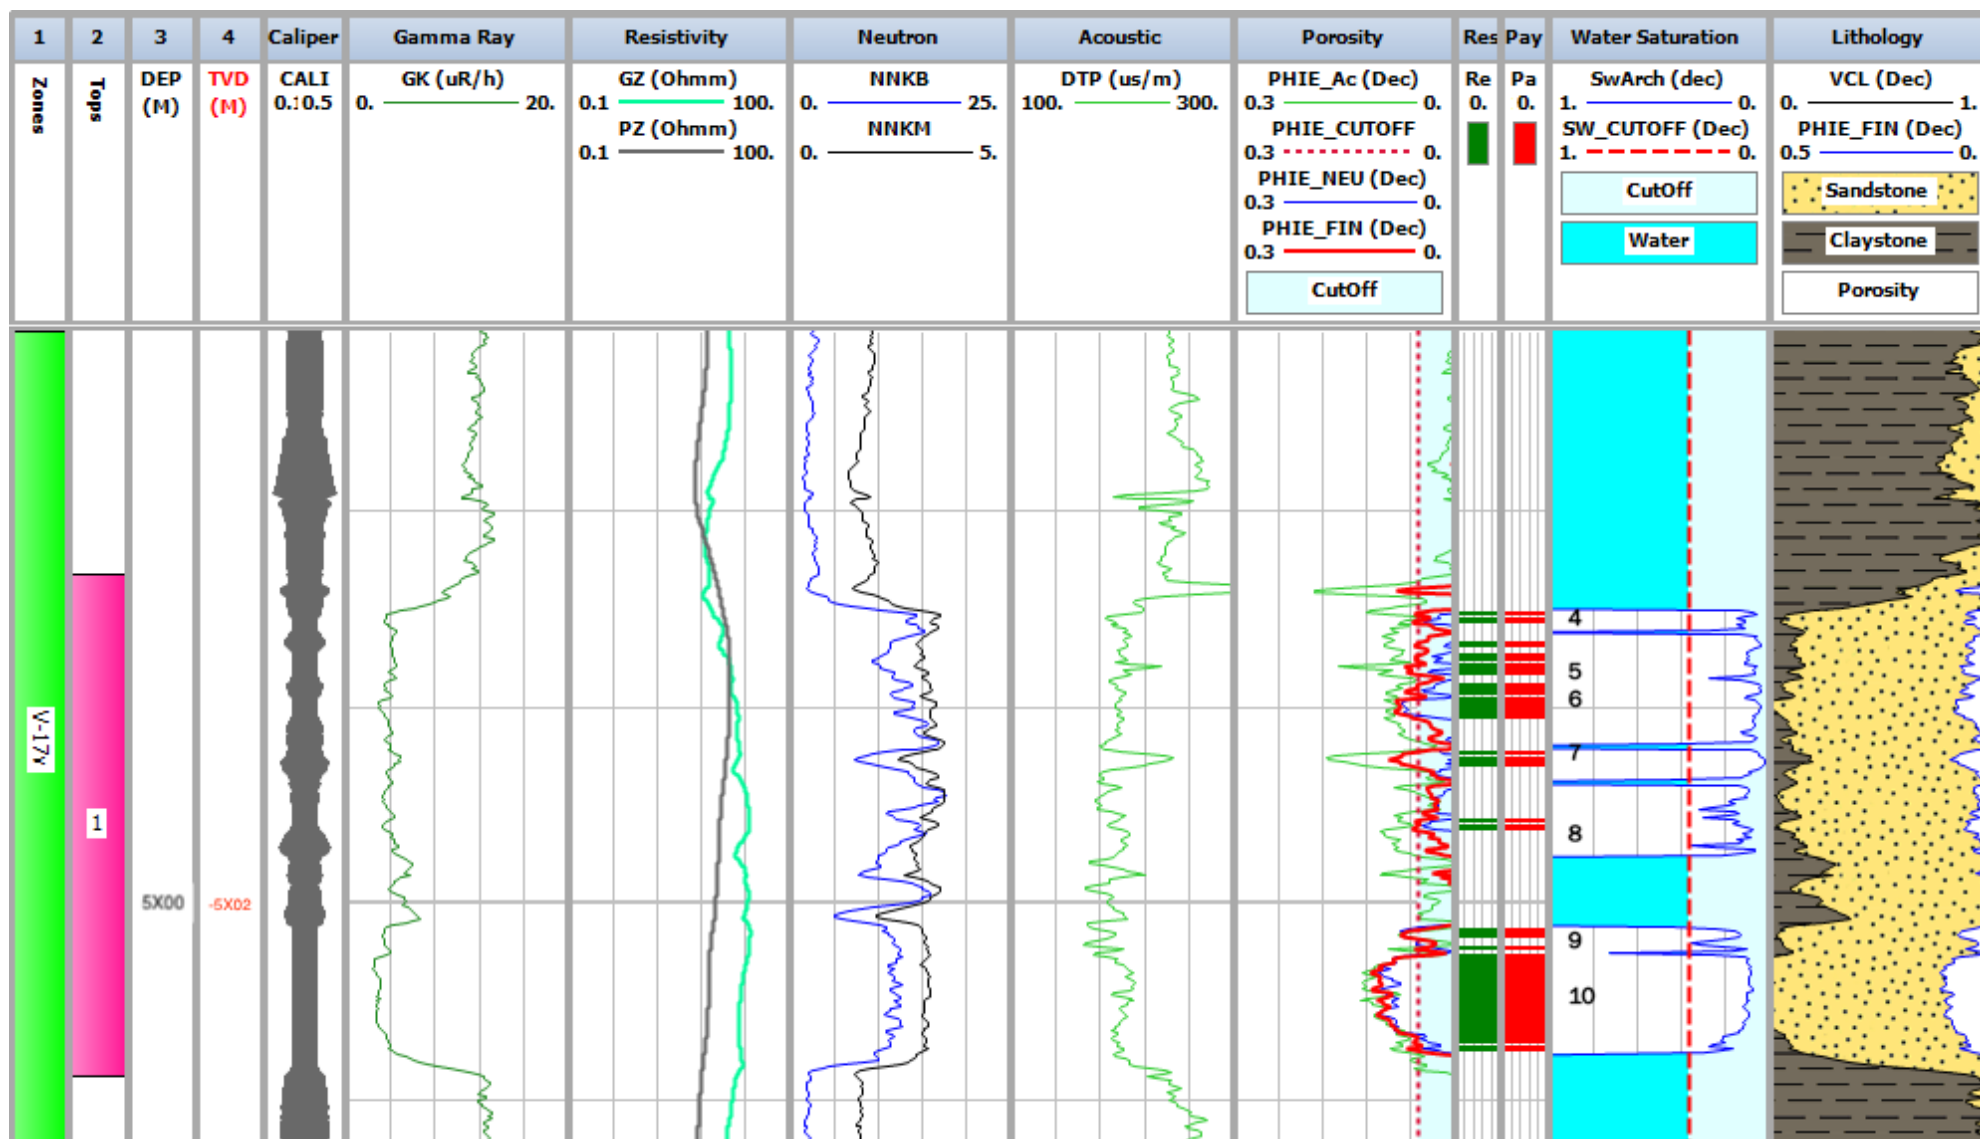 1 2 3 4 Caliper Gamma Ray Resistivity Neutron Acoustic Porosity Res Pay Water Saturation Lithology
Zones
Tops
DEP
(M)
TVD
(M)
CALI
0.:0.5
GK (uR/h)
0. 20.
GZ (Ohmm)
0.1 100.
PZ (Ohmm)
0.1 100.
NNKB
0. 25.
NNKM
0. 5.
DTP (us/m)
100. 300.
PHIE_Ac (Dec)
0.3 0.
PHIE_CUTOFF
0.3 0.
PHIE_NEU (Dec)
0.3 0.
PHIE_FIN (Dec)
0.3 0.
CutOff
Re
0.
Pa
0.
SwArch (dec)
1. 0.
SW_CUTOFF (Dec)
1. 0.
CutOff
Water
VCL (Dec)
0. 1.
PHIE_FIN (Dec)
0.5 0.
Sandstone
Claystone
Porosity
V-17γ
1
5X00
-5X02
4
5
6
7
8
9
10